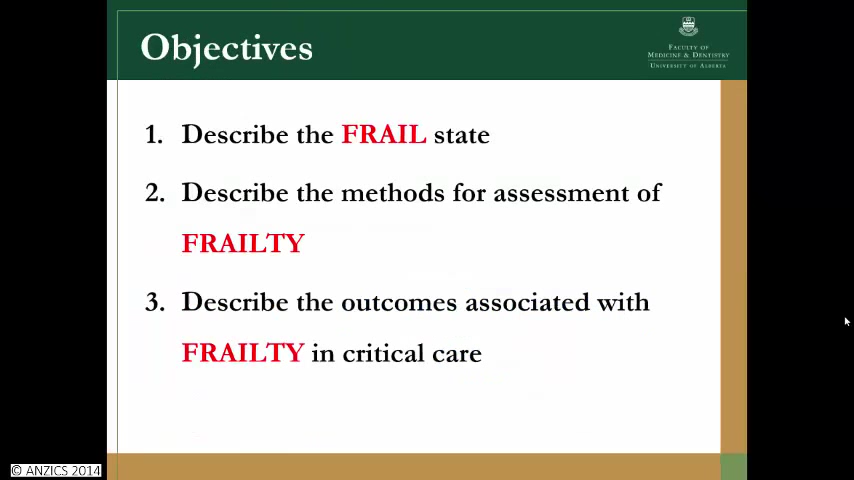 Objectives
FACULTY OF
MEDICINE & DENTISTRY
UNIVERSITY OF ALBERTA
1. Describe the FRAIL state
2. Describe the methods for assessment of
FRAILTY
3. Describe the outcomes associated with
FRAILTY in critical care
© ANZICS 2014